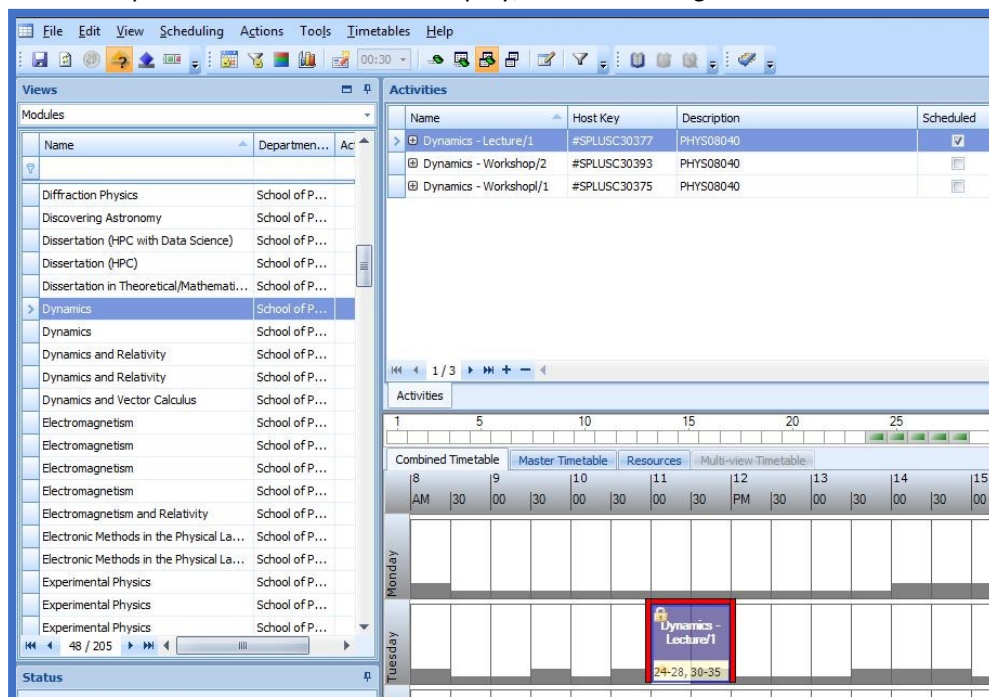 File Edit View Scheduling Actions Tools Timetables Help
00:30
Views
Modules
Name Departmen... Ac
Diffraction Physics School of P...
Discovering Astronomy School of P...
Dissertation (HPC with Data Science) School of P...
Dissertation (HPC) School of P...
Dissertation in Theoretical/Mathemati... School of P...
Dynamics School of P...
Dynamics School of P...
Dynamics and Relativity School of P...
Dynamics and Relativity School of P...
Dynamics and Vector Calculus School of P...
Electromagnetism School of P...
Electromagnetism School of P...
Electromagnetism School of P...
Electromagnetism School of P...
Electromagnetism and Relativity School of P...
Electronic Methods in the Physical La... School of P...
Electronic Methods in the Physical La... School of P...
Experimental Physics School of P...
Experimental Physics School of P...
Experimental Physics School of P...
48 / 205
Status
Activities
Name Host Key Description Scheduled
Dynamics - Lecture/1 #SPLUSC30377 PHYS08040
Dynamics - Workshop/2 #SPLUSC30393 PHYS08040
Dynamics - Workshopl/1 #SPLUSC30375 PHYS08040
1 / 3
Activities
1 5 10 15 20 25
Combined Timetable Master Timetable Resources Multi-view Timetable
8 9 10 11 12 13 14 15
AM 30 00 30 00 30 00 30 PM 30 00 30 00 30 00
Monday
Tuesday
Dynamics -
Lecture/1
24-28, 30-35